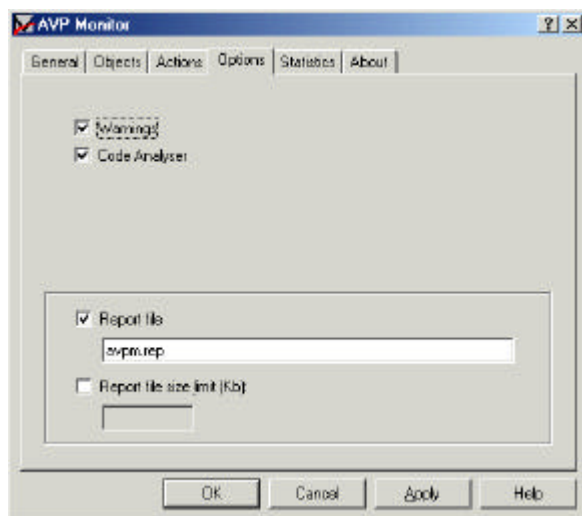 AVP Monitor
General Objects Actions Options Statistics About
Warnings
Code Analyser
Report file
avpm.rep
Report file size limit (Kb):
OK Cancel Apply Help